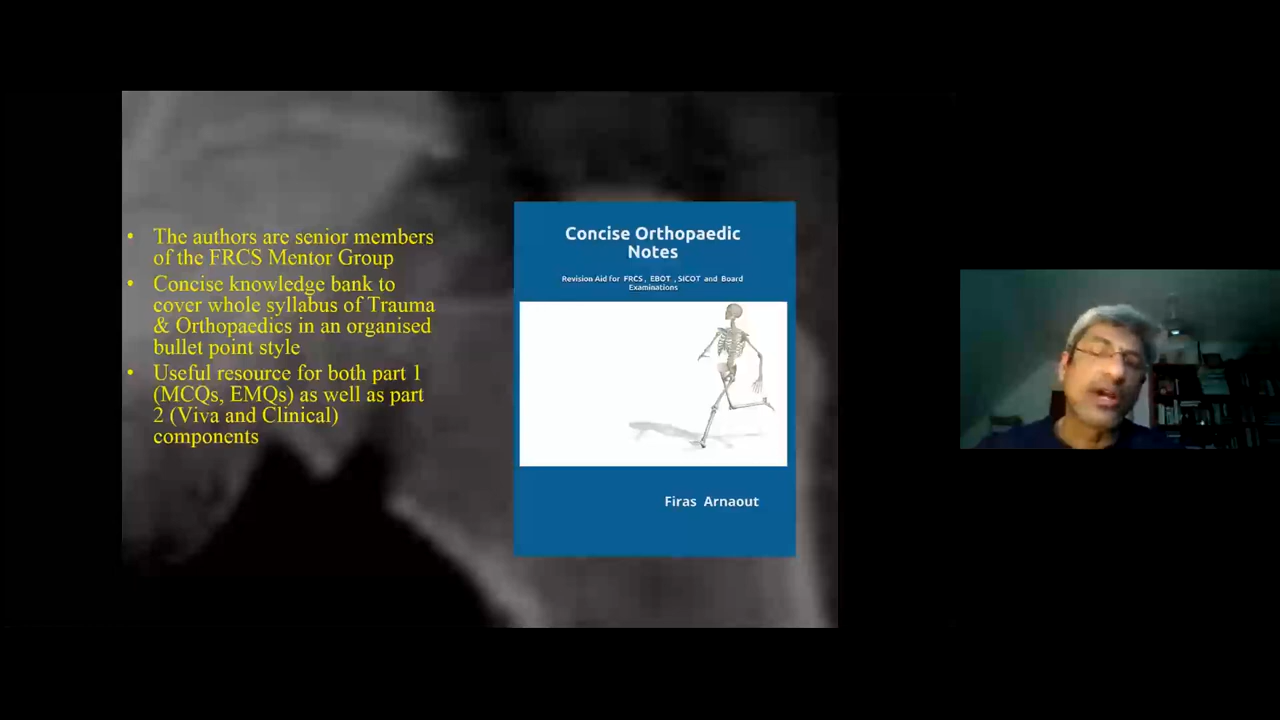 • The authors are senior members
of the FRCS Mentor Group
• Concise knowledge bank to
cover whole syllabus of Trauma
& Orthopaedics in an organised
bullet point style
• Useful resource for both part 1
(MCQs, EMQs) as well as part
2 (Viva and Clinical)
components
Concise Orthopaedic
Notes
Revision Aid for FRCS , EBOT , SICOT and Board
Examinations
Firas Arnaout